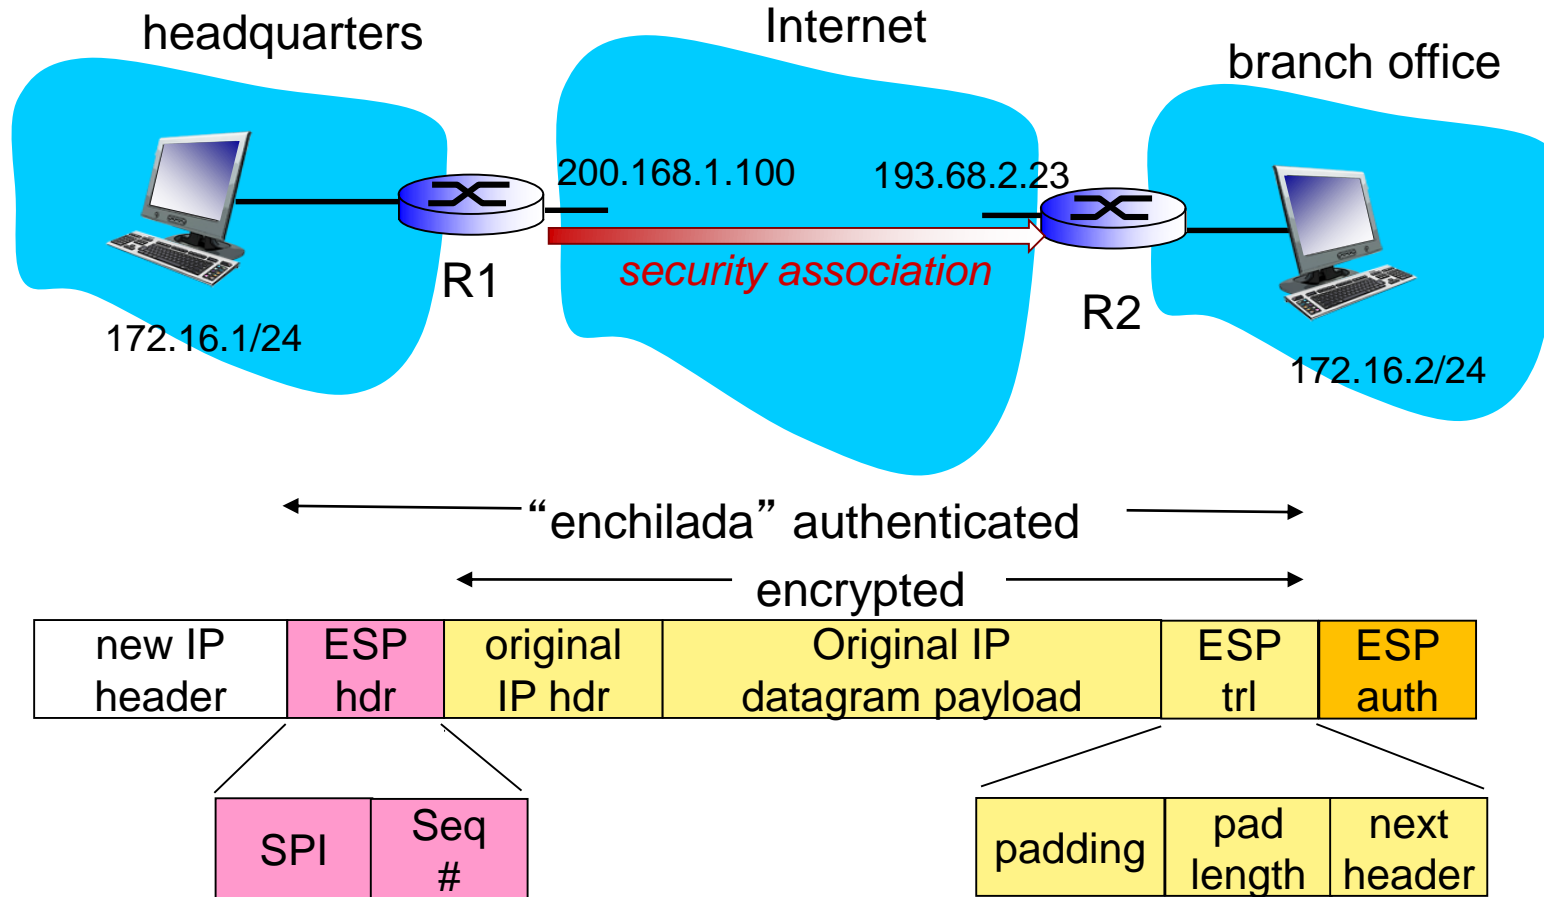 headquarters
Internet
branch office
200.168.1.100
193.68.2.23
security association
R1
R2
172.16.1/24
172.16.2/24
“enchilada” authenticated
encrypted
new IP
header
ESP
hdr
original
IP hdr
Original IP
datagram payload
ESP
trl
ESP
auth
SPI
Seq
#
padding
pad
length
next
header